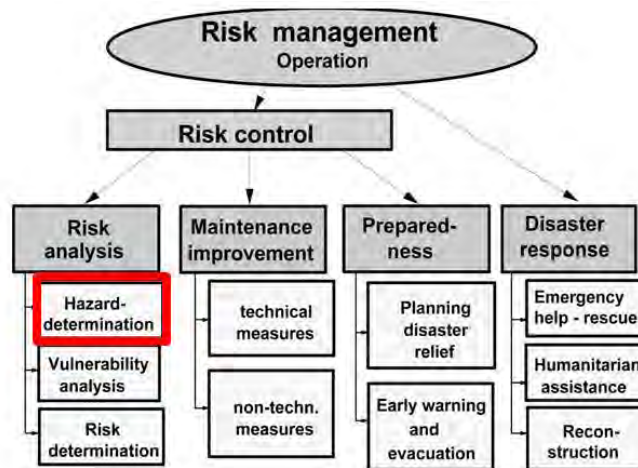 Risk management
Operation
Risk control
Risk
analysis
Maintenance
improvement
Prepared-
ness
Disaster
response
Hazard-
determination
Vulnerability
analysis
Risk
determination
technical
measures
non-techn.
measures
Planning
disaster
relief
Early warning
and
evacuation
Emergency
help - rescue
Humanitarian
assistance
Recon-
struction